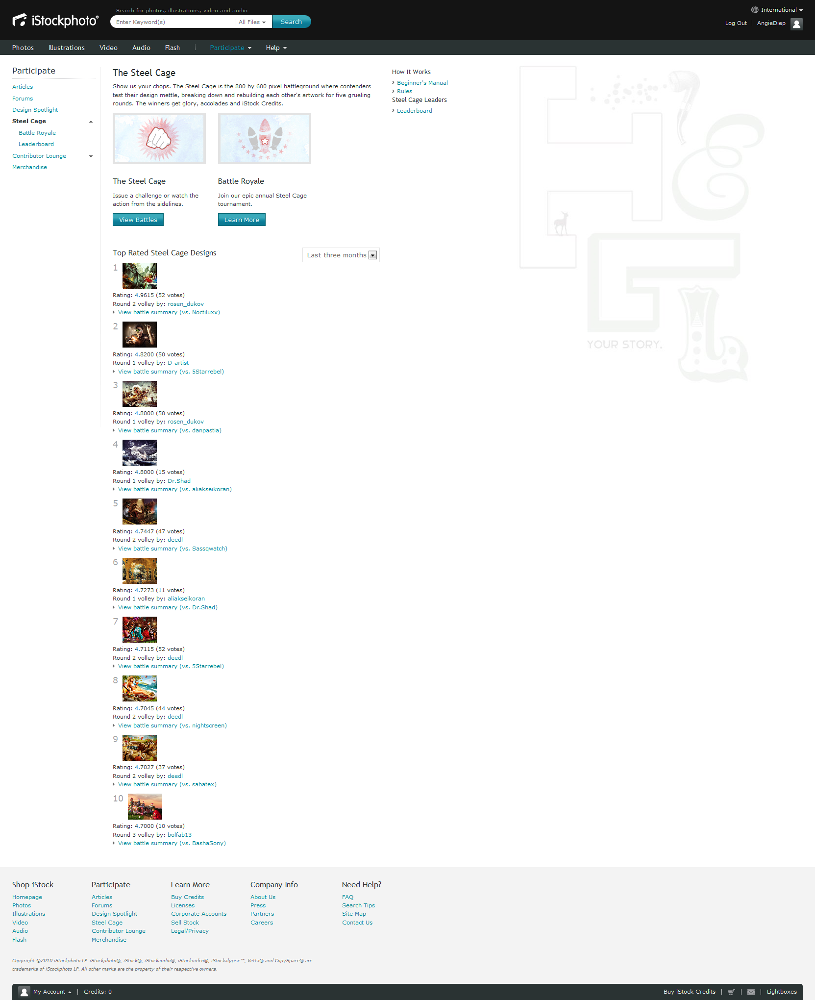 Search for photos, illustrations, video and audio
iStockphoto®
Enter Keyword(s)
All Files
Search
International
Log Out
AngieDiep
Photos
Illustrations
Video
Audio
Flash
Participate
Help
Participate
Articles
Forums
Design Spotlight
Steel Cage
Battle Royale
Leaderboard
Contributor Lounge
Merchandise
The Steel Cage
Show us your chops. The Steel Cage is the 800 by 600 pixel battleground where contenders
test their design mettle, breaking down and rebuilding each other's artwork for five grueling
rounds. The winners get glory, accolades and iStock Credits.
The Steel Cage
Issue a challenge or watch the
action from the sidelines.
View Battles
Battle Royale
Join our epic annual Steel Cage
tournament.
Learn More
How It Works
Beginner's Manual
Rules
Steel Cage Leaders
Leaderboard
YOUR STORY.
Top Rated Steel Cage Designs
Last three months
1
Rating: 4.9615 (52 votes)
Round 2 volley by: rosen_dukov
View battle summary (vs. Noctiluxx)
2
Rating: 4.8200 (50 votes)
Round 1 volley by: D-artist
View battle summary (vs. 5Starrebel)
3
Rating: 4.8000 (50 votes)
Round 1 volley by: rosen_dukov
View battle summary (vs. danpastia)
4
Rating: 4.8000 (15 votes)
Round 1 volley by: Dr.Shad
View battle summary (vs. aliakseikoran)
5
Rating: 4.7447 (47 votes)
Round 2 volley by: deedl
View battle summary (vs. Sassqwatch)
6
Rating: 4.7273 (11 votes)
Round 1 volley by: aliakseikoran
View battle summary (vs. Dr.Shad)
7
Rating: 4.7115 (52 votes)
Round 2 volley by: deedl
View battle summary (vs. 5Starrebel)
8
Rating: 4.7045 (44 votes)
Round 2 volley by: deedl
View battle summary (vs. nightscreen)
9
Rating: 4.7027 (37 votes)
Round 2 volley by: deedl
View battle summary (vs. sabatex)
10
Rating: 4.7000 (10 votes)
Round 3 volley by: bolfab13
View battle summary (vs. BashaSony)
Shop iStock
Homepage
Photos
Illustrations
Video
Audio
Flash
Participate
Articles
Forums
Design Spotlight
Steel Cage
Contributor Lounge
Merchandise
Learn More
Buy Credits
Licenses
Corporate Accounts
Sell Stock
Legal/Privacy
Company Info
About Us
Press
Partners
Careers
Need Help?
FAQ
Search Tips
Site Map
Contact Us
Copyright ©2010 iStockphoto LP. iStockphoto®, iStock®, iStockaudio®, iStockvideo®, iStockalypse™, Vetta® and CopySpace® are
trademarks of iStockphoto LP. All other marks are the property of their respective owners.
My Account
Credits: 0
Buy iStock Credits
Lightboxes